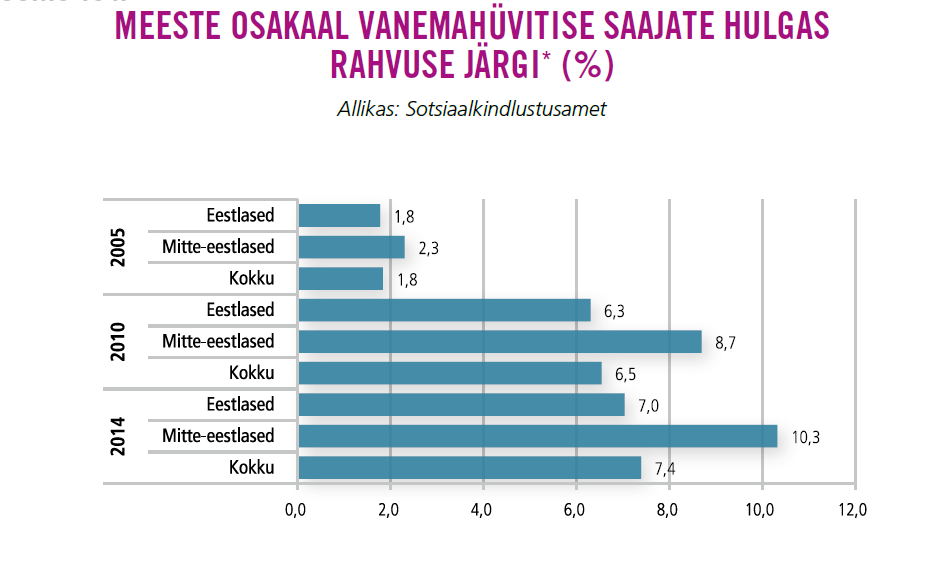 MEESTE OSAKAAL VANEMAHÜVITISE SAAJATE HULGAS
RAHVUSE JÄRGI* (%)
Allikas: Sotsiaalkindlustusamet
2005
Eestlased 1,8
Mitte-eestlased 2,3
Kokku 1,8
2010
Eestlased 6,3
Mitte-eestlased 8,7
Kokku 6,5
2014
Eestlased 7,0
Mitte-eestlased 10,3
Kokku 7,4
0,0 2,0 4,0 6,0 8,0 10,0 12,0